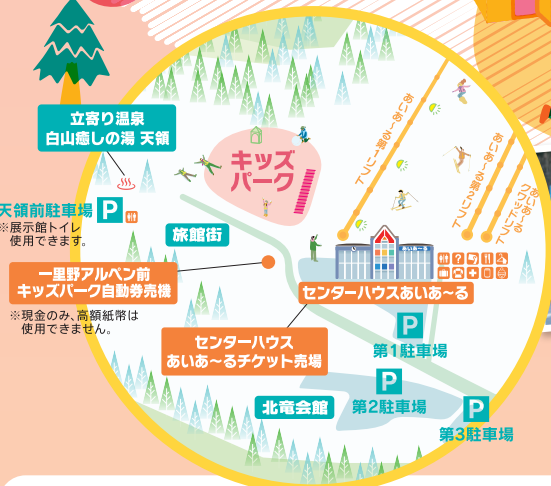 立寄り温泉
白山癒しの湯 天領
天領前駐車場 P
※展示館トイレ
使用できます。
キッズ
パーク
旅館街
一里野アルペン前
キッズパーク自動券売機
※現金のみ、高額紙幣は
使用できません。
あいあ〜る第1リフト
あいあ〜る第2リフト
あいあ〜る
クワッドリフト
センターハウスあいあ〜る
センターハウス
あいあ〜るチケット売場
P
第1駐車場
P
第2駐車場
北竜会館
P
第3駐車場